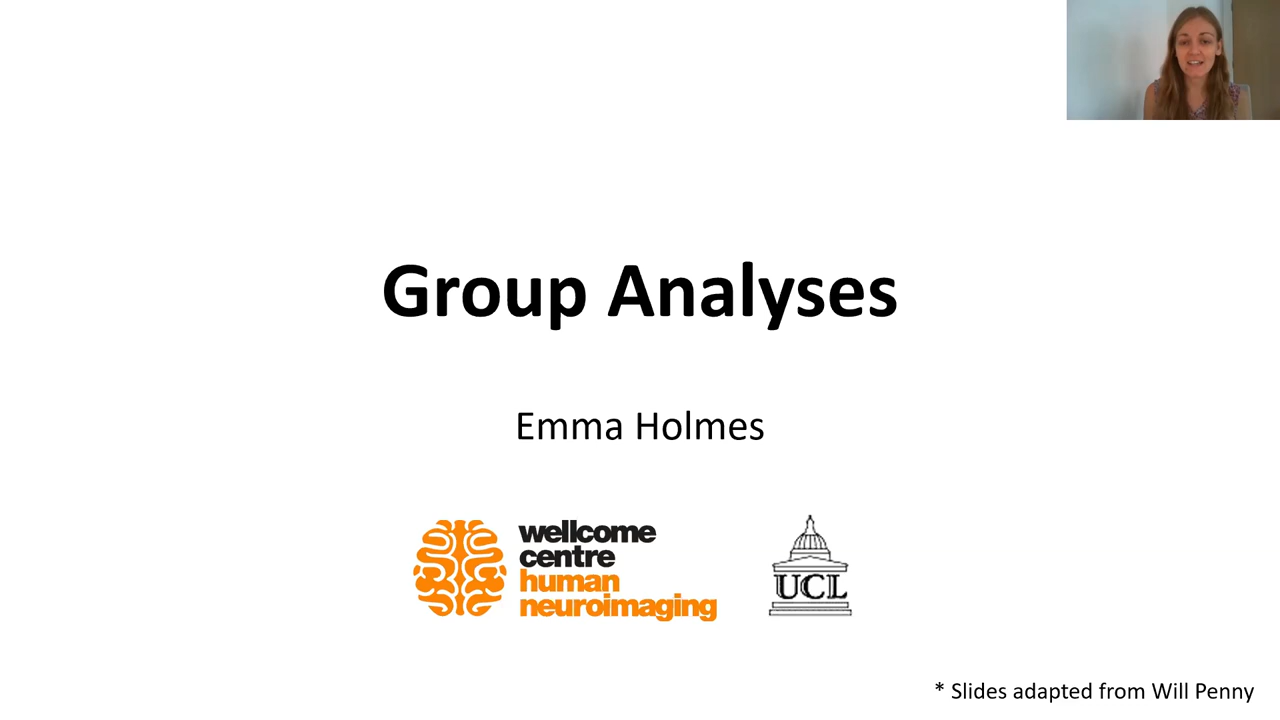 Group Analyses
Emma Holmes
wellcome
centre
human
neuroimaging
UCL
* Slides adapted from Will Penny